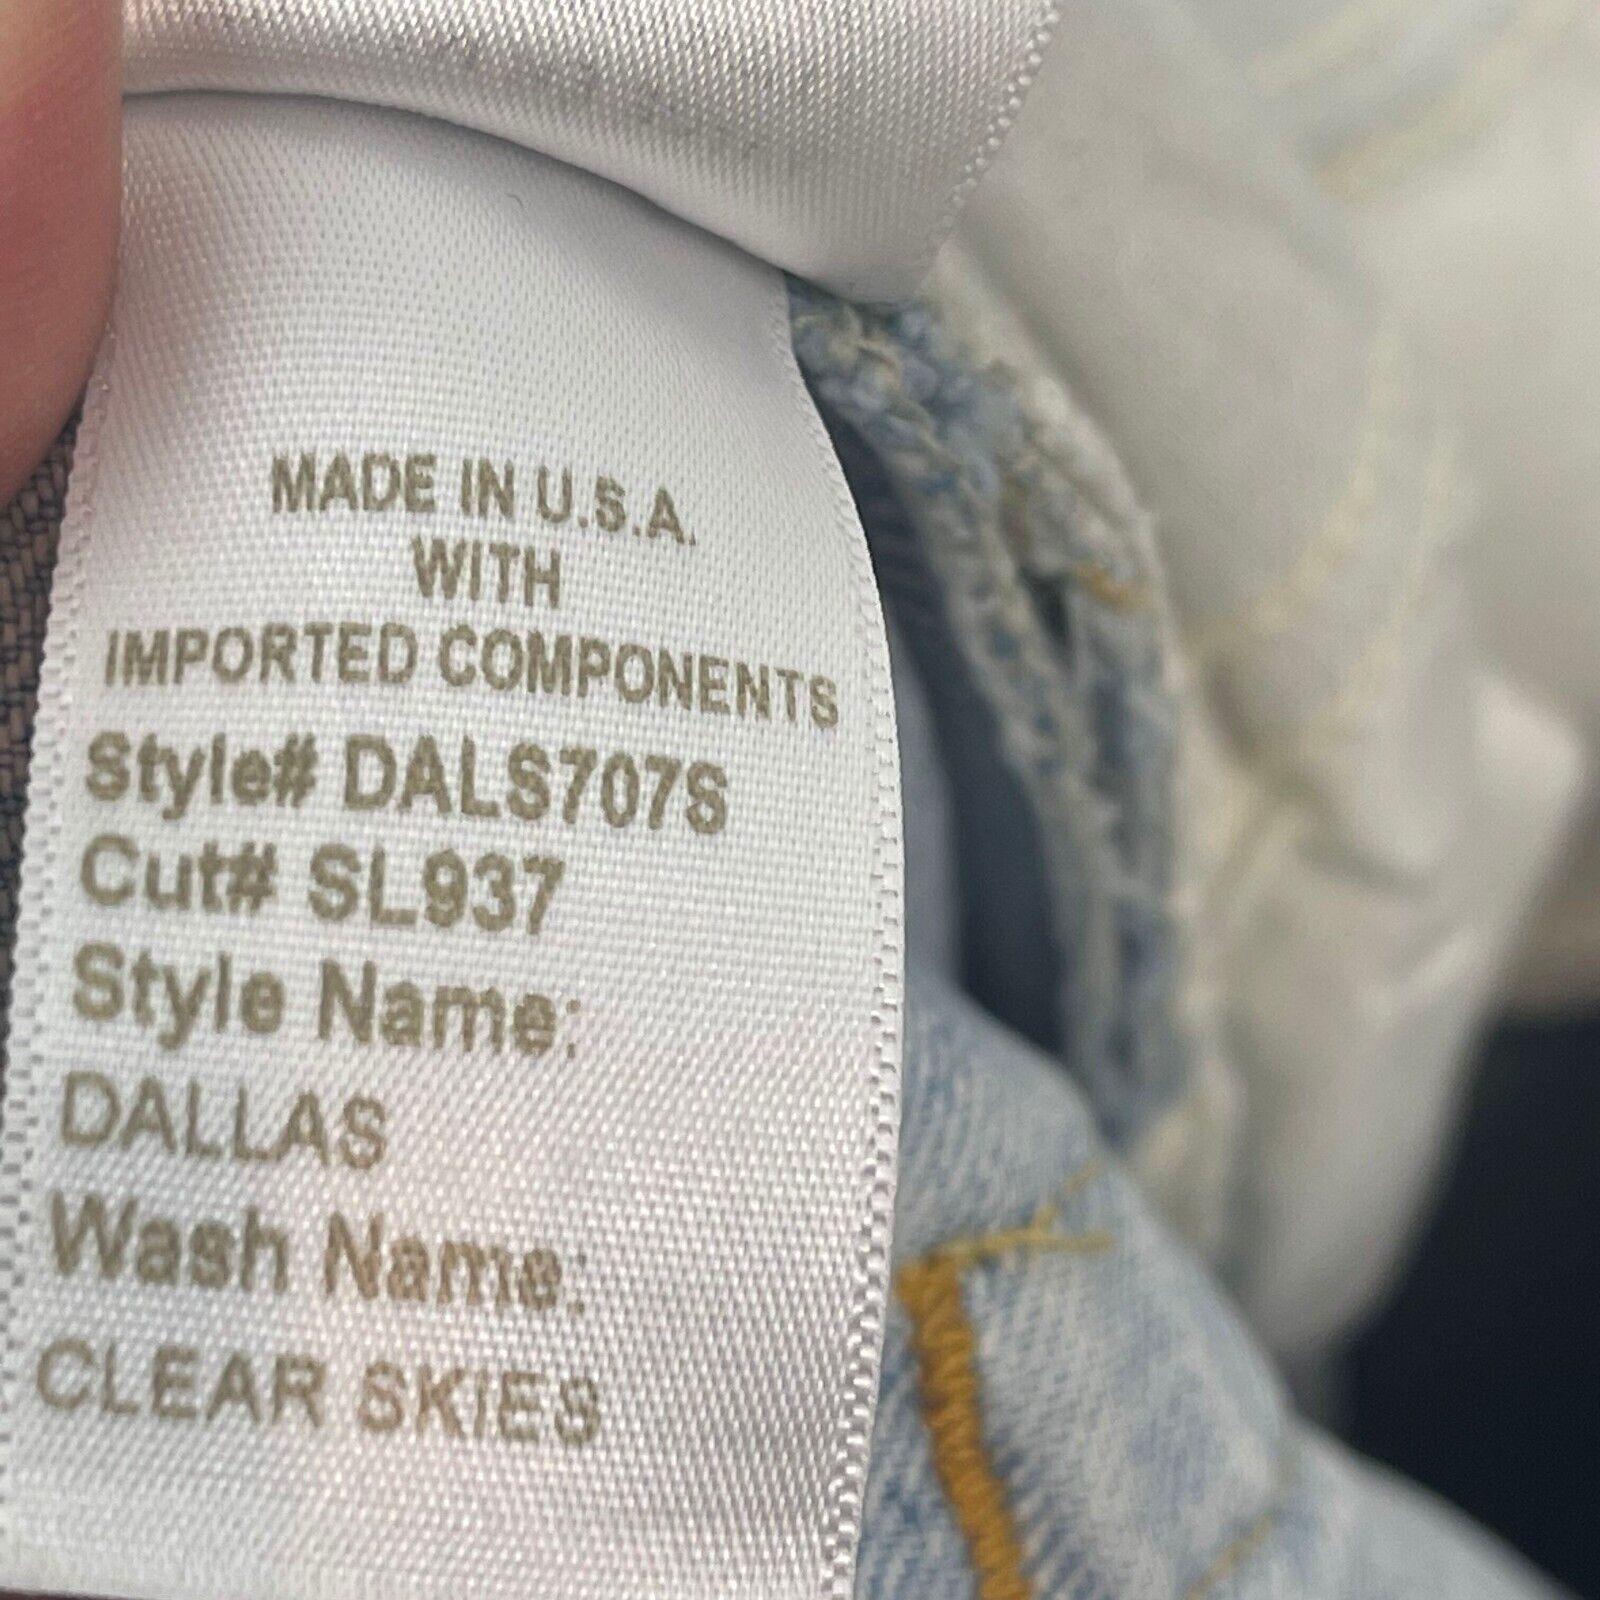 MADE IN U.S.A.
WITH
IMPORTED COMPONENTS
Style# DALS707S
Cut# SL937
Style Name:
DALLAS
Wash Name:
CLEAR SKIES